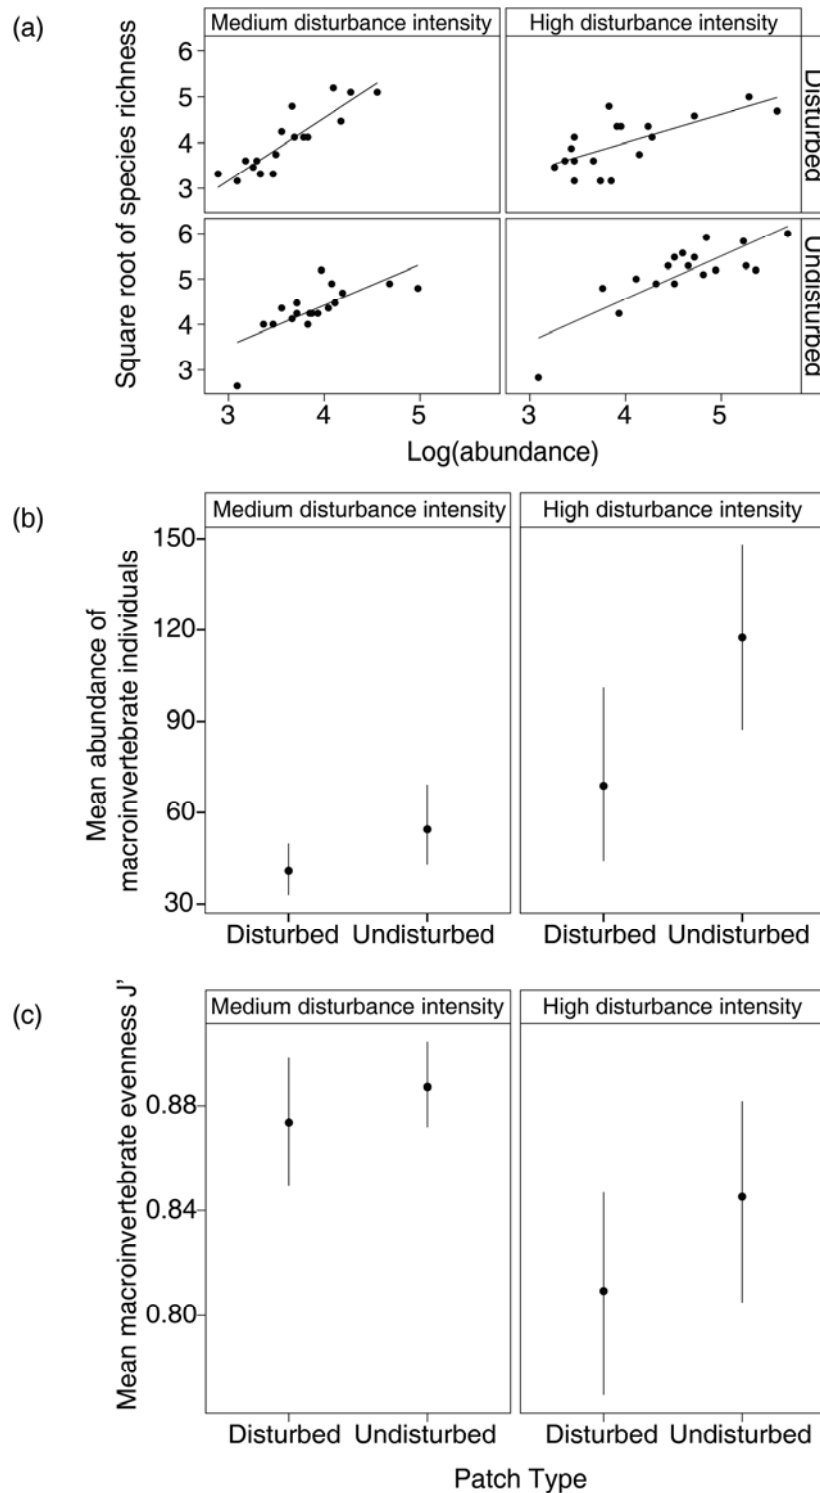 (a)
Medium disturbance intensity
High disturbance intensity
Square root of species richness
6
5
4
3
Disturbed
6
5
4
3
Undisturbed
3
4
5
3
4
5
Log(abundance)
(b)
Medium disturbance intensity
High disturbance intensity
Mean abundance of
macroinvertebrate individuals
150
120
90
60
30
Disturbed
Undisturbed
Disturbed
Undisturbed
(c)
Medium disturbance intensity
High disturbance intensity
Mean macroinvertebrate evenness J'
0.88
0.84
0.80
Disturbed
Undisturbed
Disturbed
Undisturbed
Patch Type